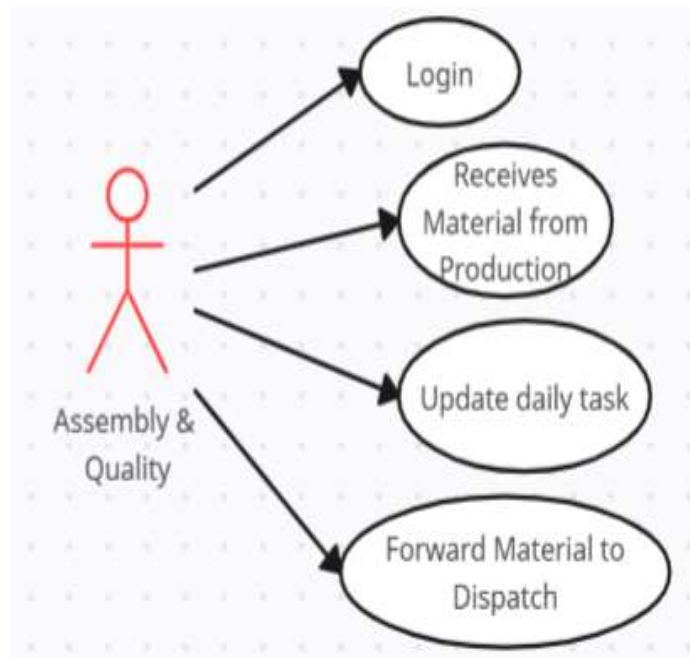 Login
Receives
Material from
Production
Update daily task
Assembly &
Quality
Forward Material to
Dispatch